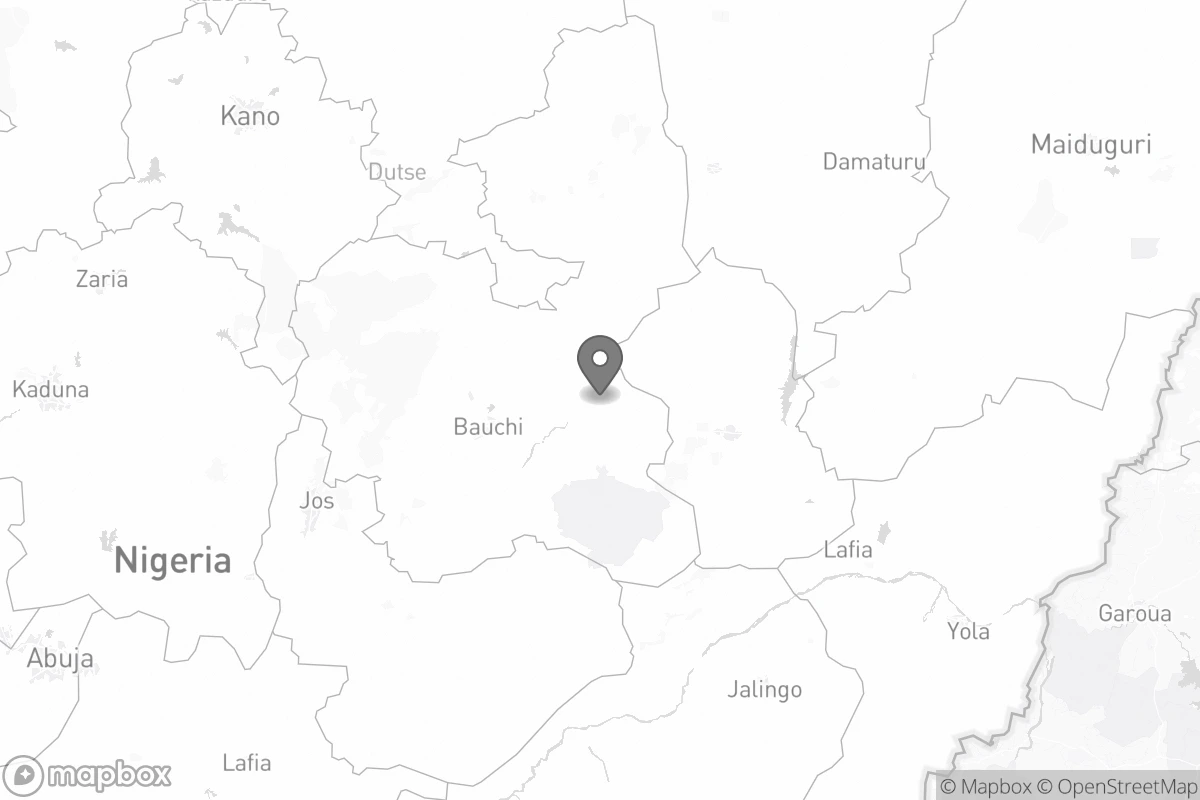 Kano
Maiduguri
Damaturu
Dutse
Zaria
Kaduna
Bauchi
Jos
Lafia
Nigeria
Garoua
Yola
Abuja
Jalingo
Lafia
mapbox
© Mapbox © OpenStreetMap